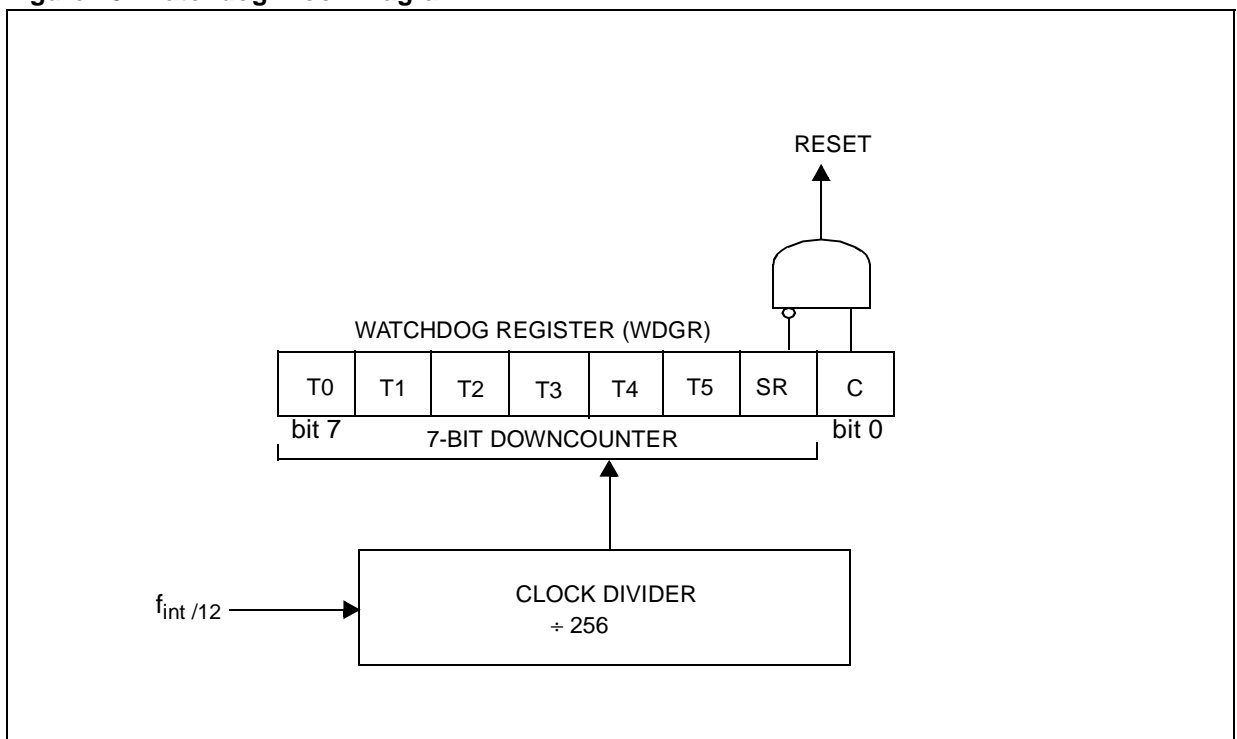 RESET
WATCHDOG REGISTER (WDGR)
T0 T1 T2 T3 T4 T5 SR C
bit 7 bit 0
7-BIT DOWNCOUNTER
fint /12
CLOCK DIVIDER
÷ 256